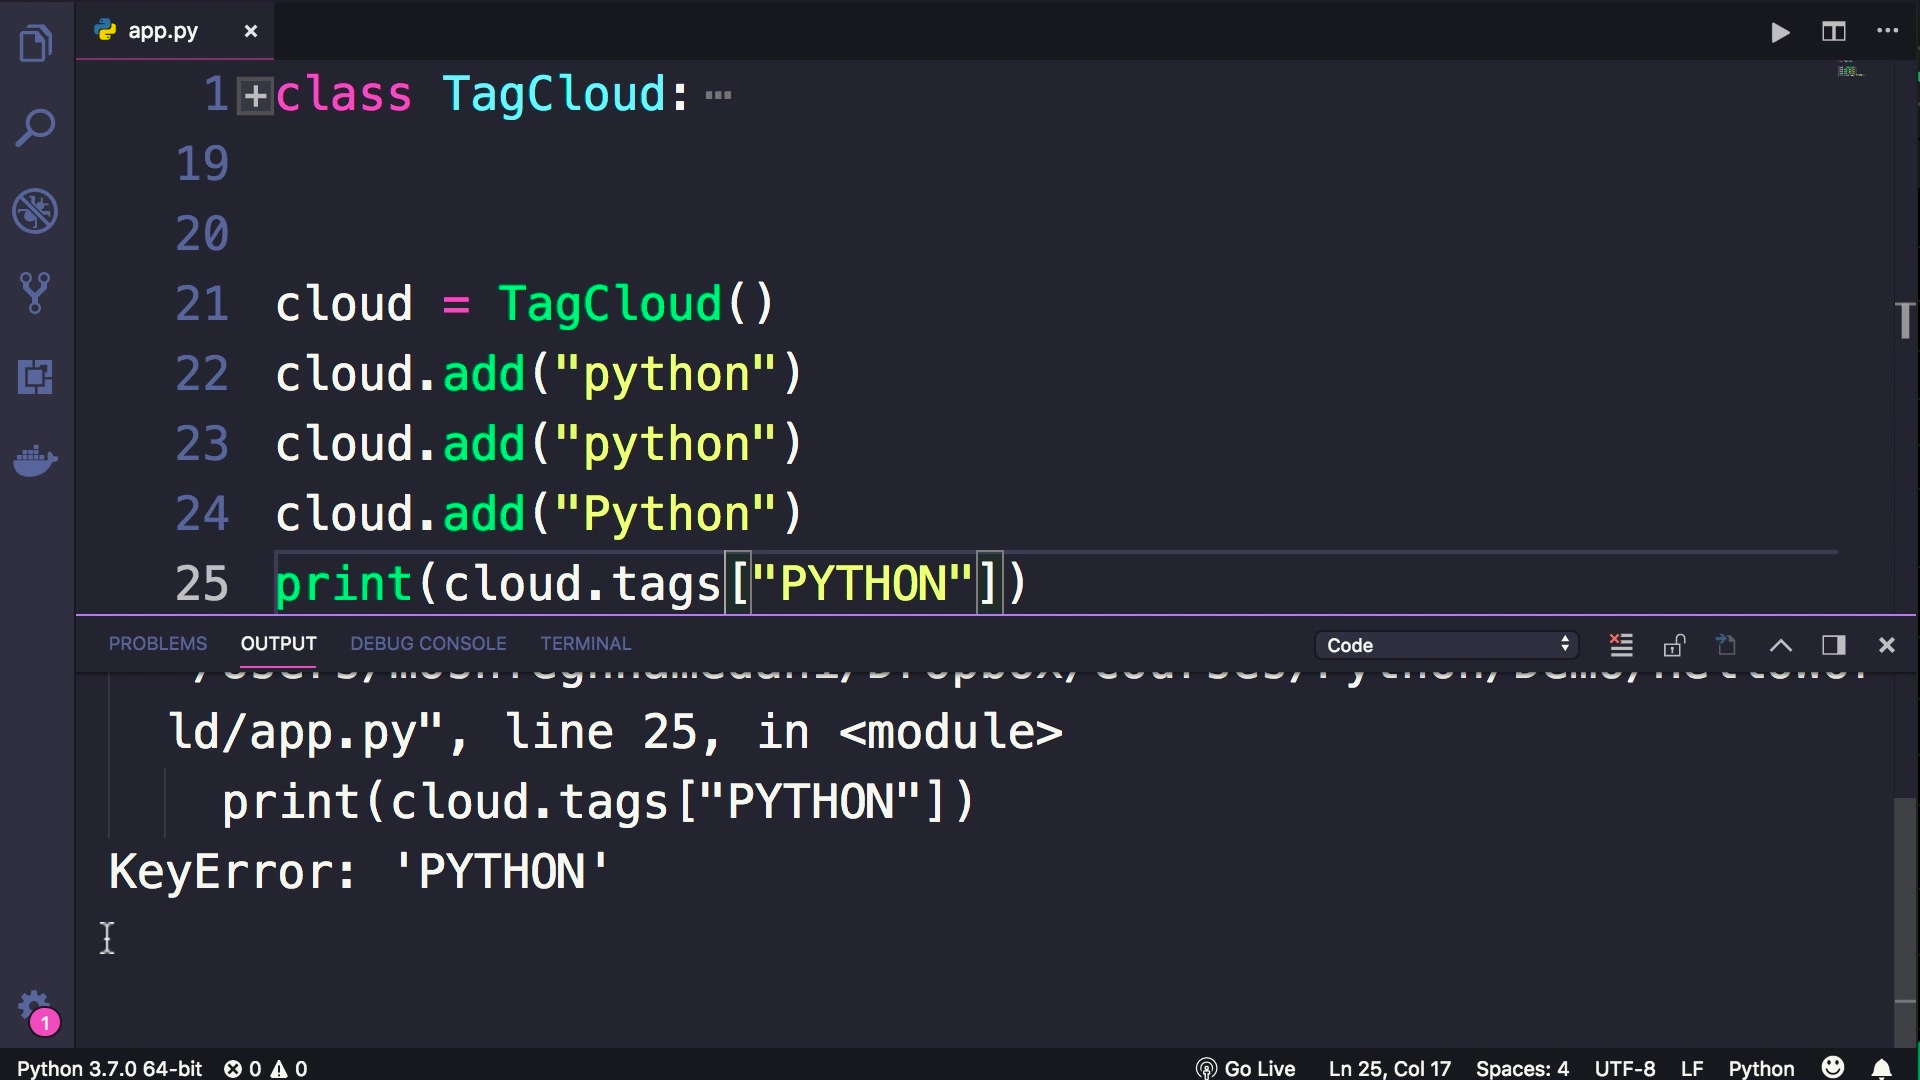 app.py
1 class TagCloud:
19
20
21 cloud = TagCloud()
22 cloud.add("python")
23 cloud.add("python")
24 cloud.add("Python")
25 print(cloud.tags["PYTHON"])
PROBLEMS OUTPUT DEBUG CONSOLE TERMINAL Code
ld/app.py", line 25, in <module>
print(cloud.tags["PYTHON"])
KeyError: 'PYTHON'
1
Python 3.7.0 64-bit 0 0 Go Live Ln 25, Col 17 Spaces: 4 UTF-8 LF Python